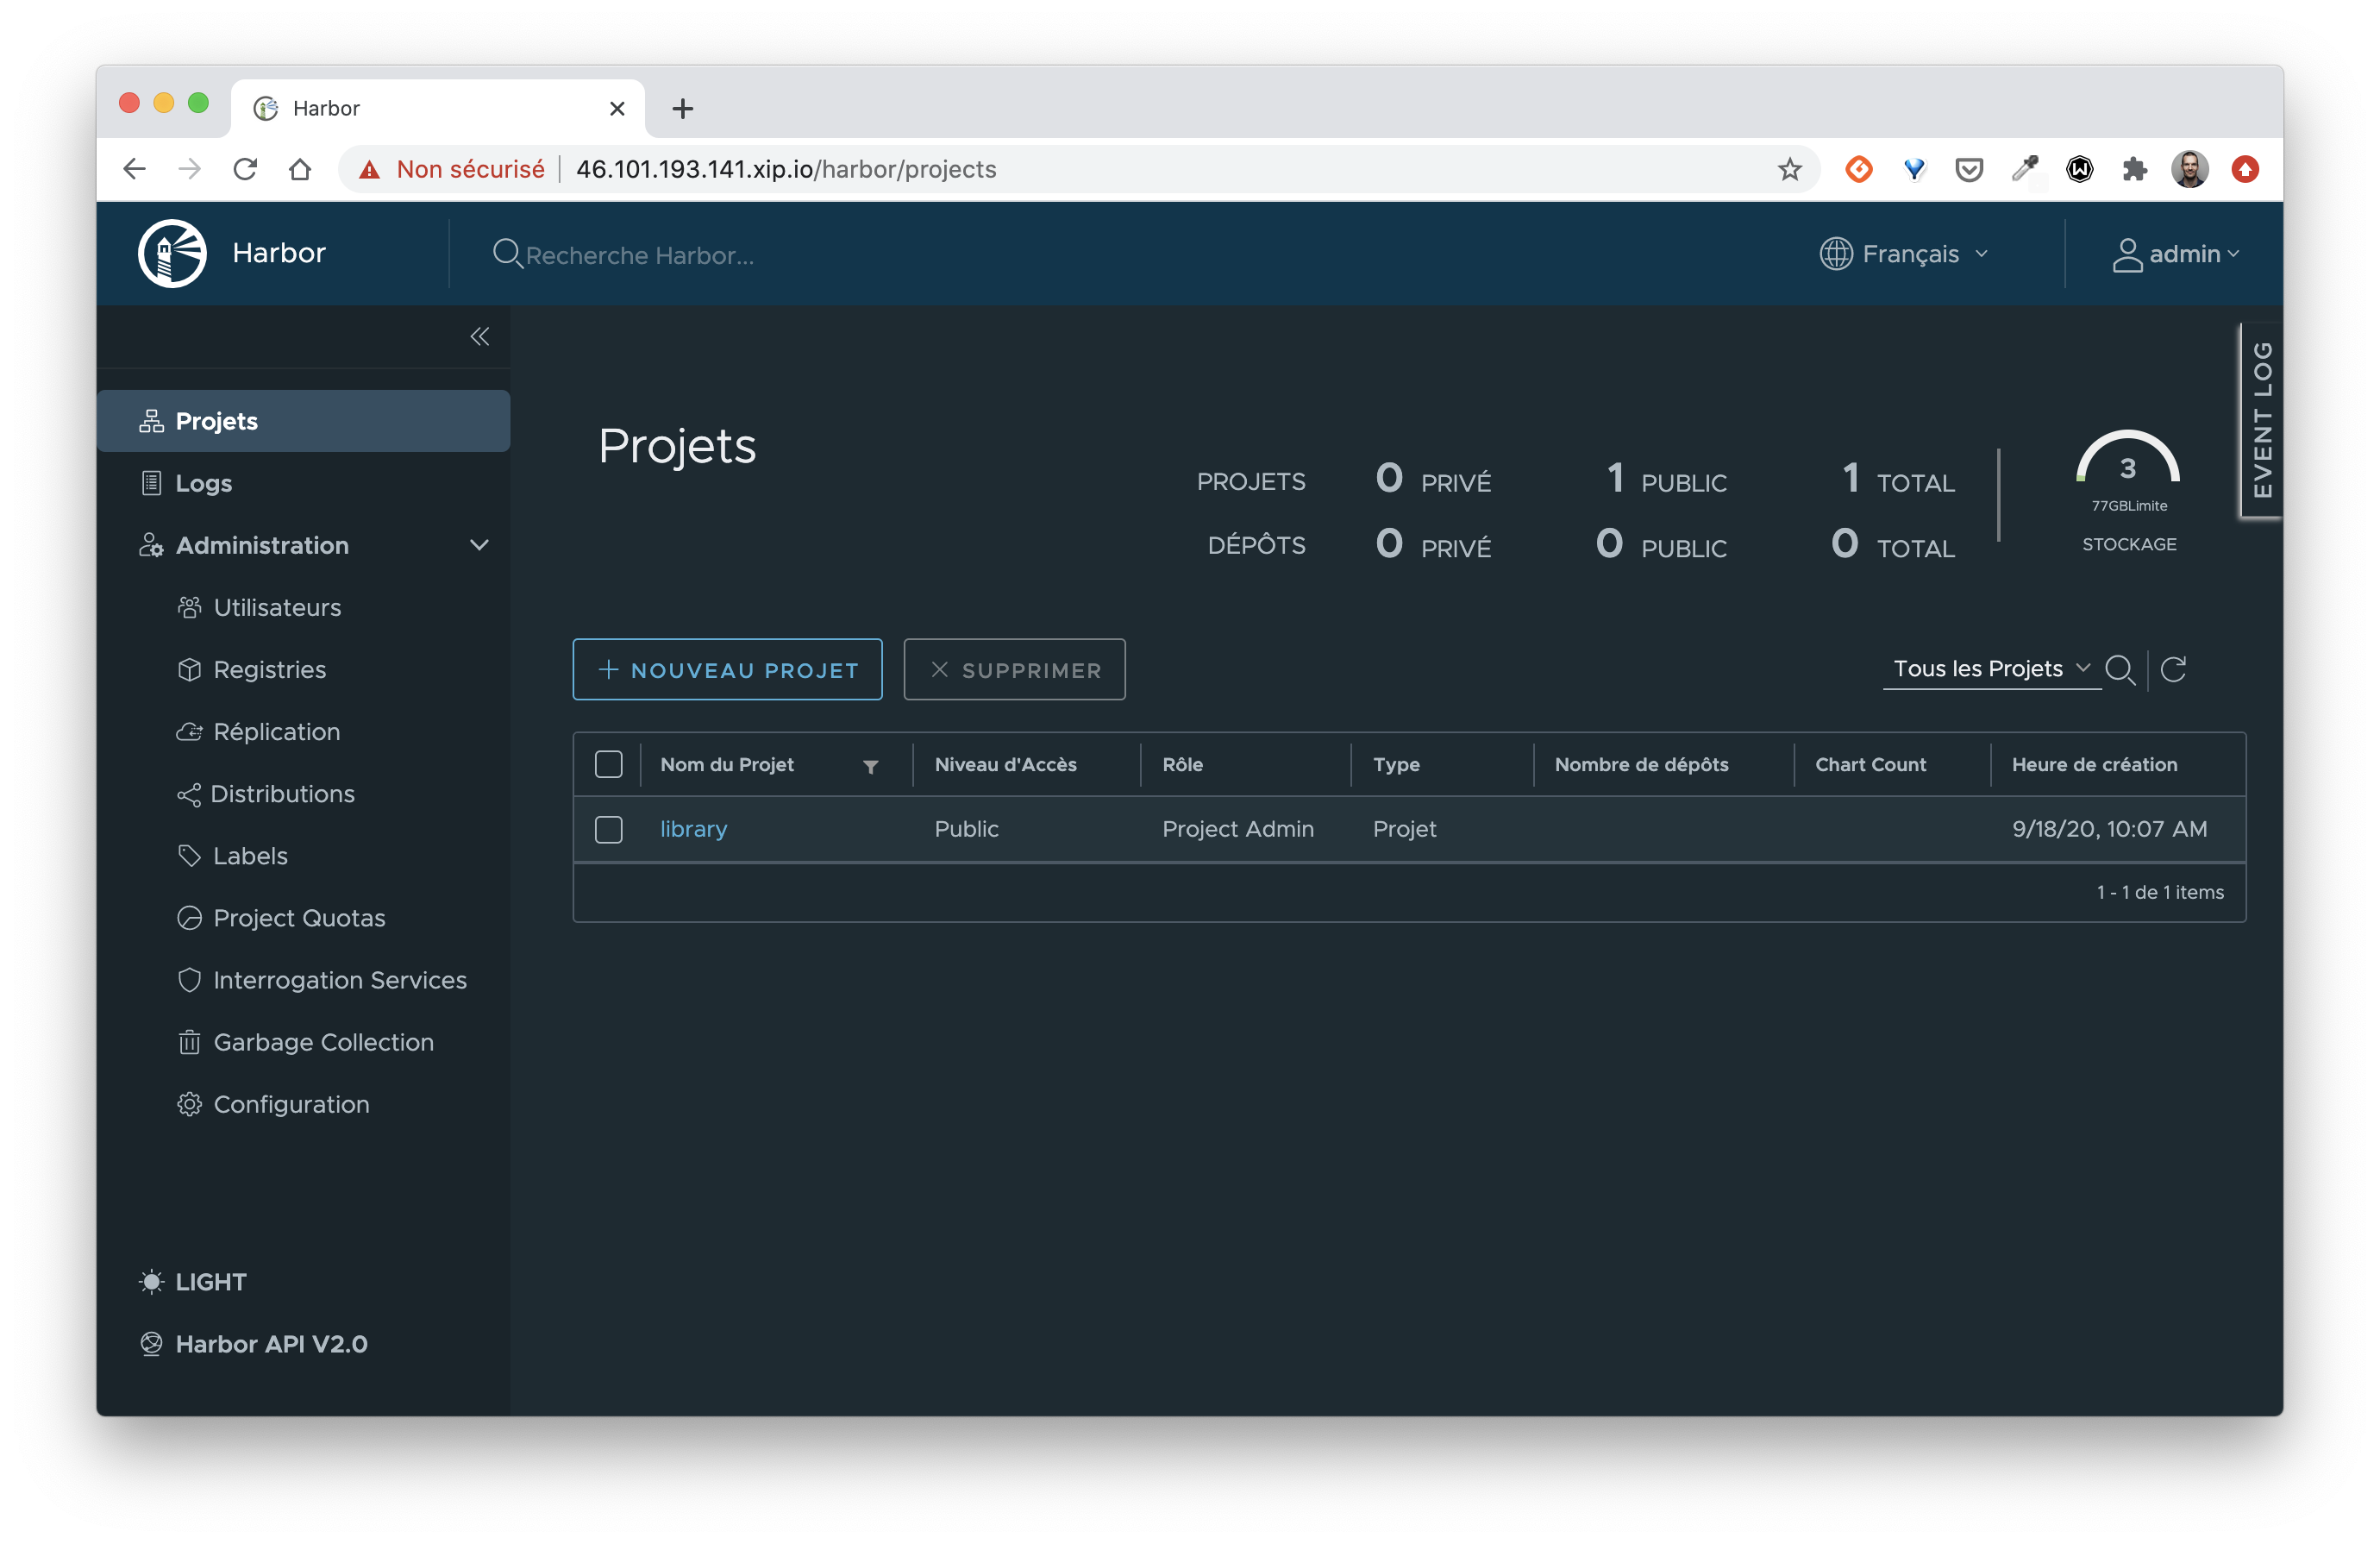 Harbor
Non sécurisé 46.101.193.141.xip.io/harbor/projects
Harbor
Recherche Harbor...
Français
admin
EVENT LOG
Projets
Logs
Administration
Utilisateurs
Registries
Réplication
Distributions
Labels
Project Quotas
Interrogation Services
Garbage Collection
Configuration
LIGHT
Harbor API V2.0
Projets
PROJETS 0 PRIVÉ 1 PUBLIC 1 TOTAL
DÉPÔTS 0 PRIVÉ 0 PUBLIC 0 TOTAL
3
77GBLimite
STOCKAGE
NOUVEAU PROJET
SUPPRIMER
Tous les Projets
Nom du Projet Niveau d'Accès Rôle Type Nombre de dépôts Chart Count Heure de création
library Public Project Admin Projet 9/18/20, 10:07 AM
1 - 1 de 1 items